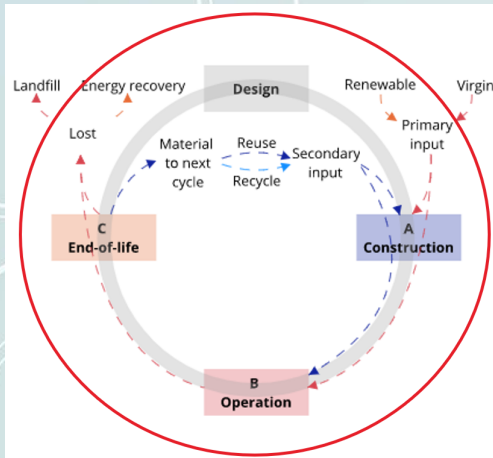 Landfill
Energy recovery
Design
Renewable
Virgin
Lost
Material
to next
cycle
Reuse
Recycle
Secondary
input
Primary
input
C
End-of-life
A
Construction
B
Operation